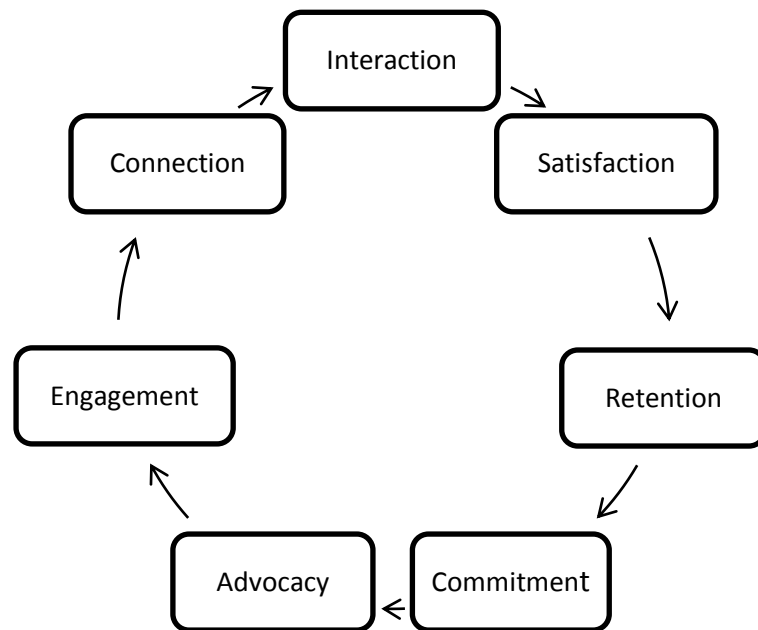 Interaction
Satisfaction
Retention
Commitment
Advocacy
Engagement
Connection